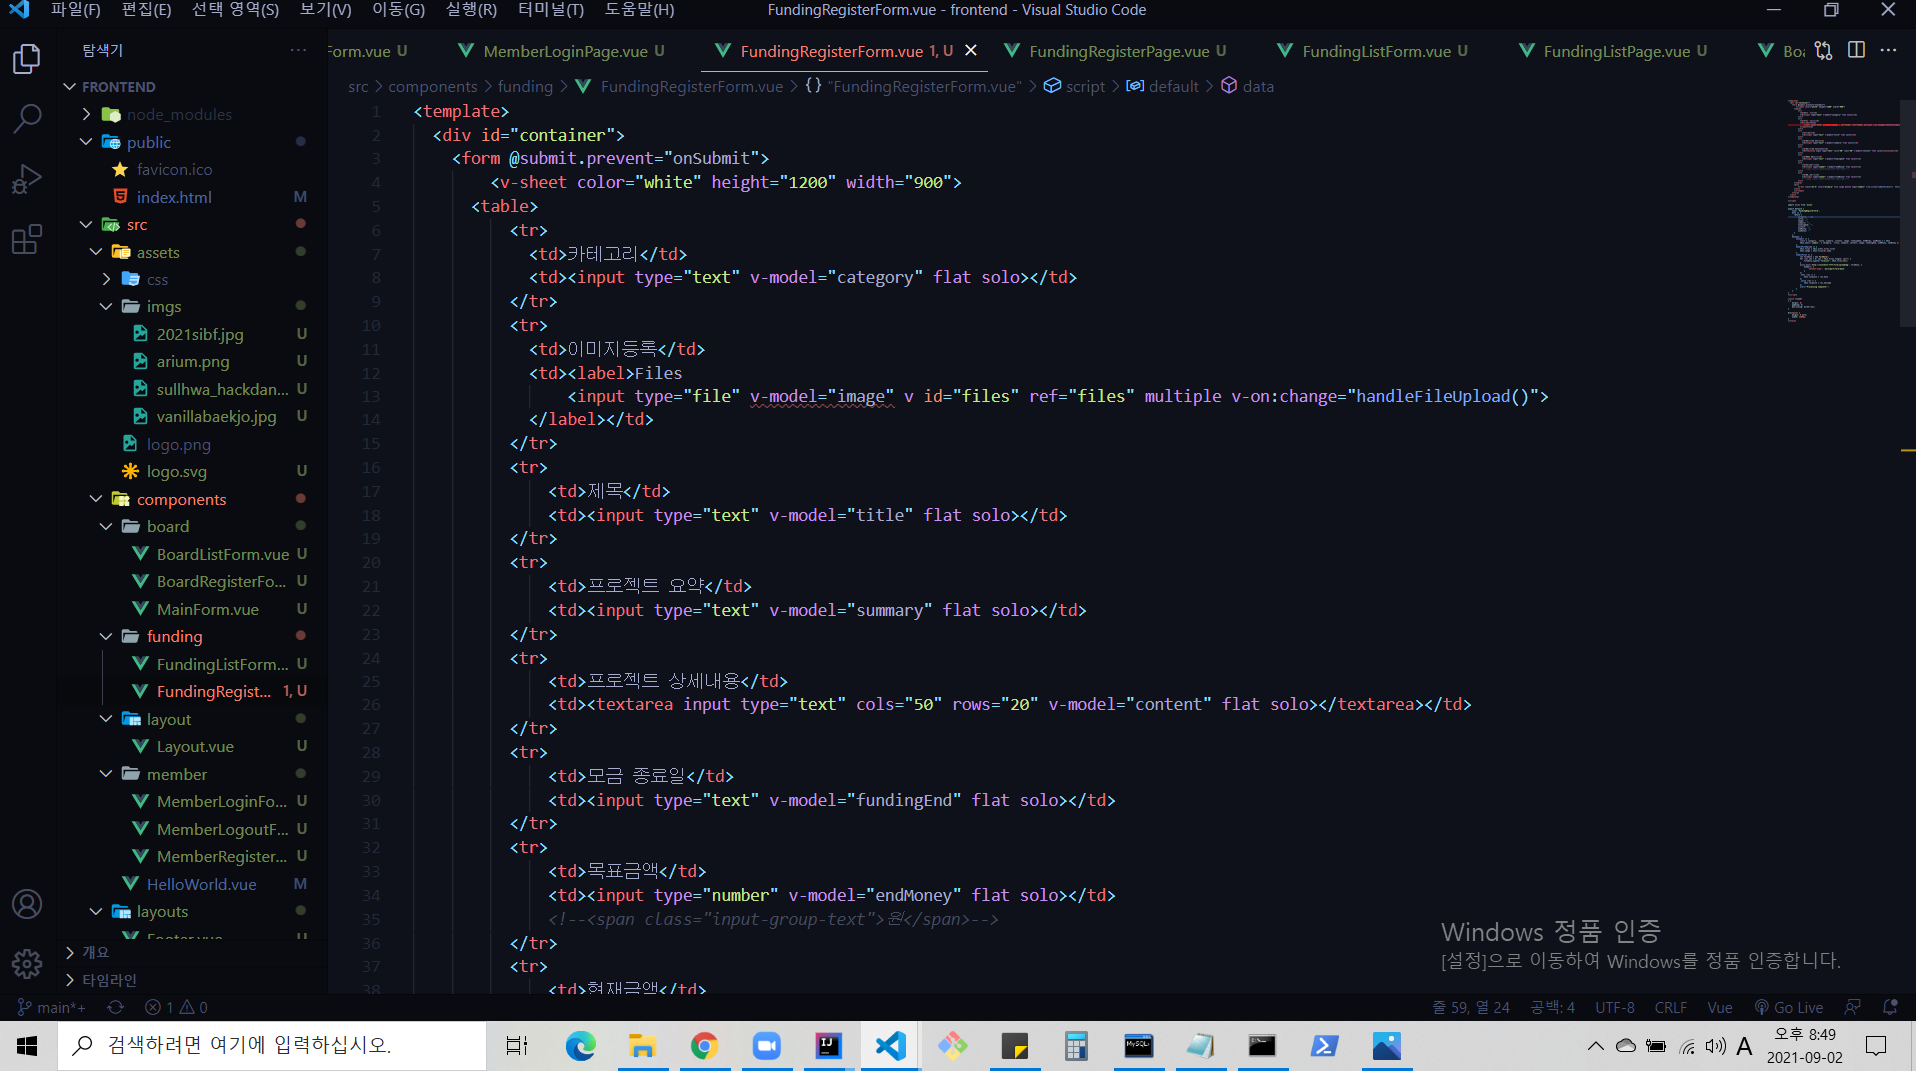 파일(F) 편집(E) 선택 영역(S) 보기(V) 이동(G) 실행(R) 터미널(T) 도움말(H) FundingRegisterForm.vue - frontend - Visual Studio Code
탐색기
Form.vue U MemberLoginPage.vue U FundingRegisterForm.vue 1, U FundingRegisterPage.vue U FundingListForm.vue U FundingListPage.vue U Boa
FRONTEND
node_modules
public
favicon.ico
index.html M
src
assets
css
imgs
2021sibf.jpg U
arium.png U
sullhwa_hackdan... U
vanillabaekjo.jpg U
logo.png
logo.svg U
components
board
BoardListForm.vue U
BoardRegisterFo... U
MainForm.vue U
funding
FundingListForm... U
FundingRegist... 1, U
layout
Layout.vue U
member
MemberLoginFo... U
MemberLogoutF... U
MemberRegister... U
HelloWorld.vue M
layouts
Footer.vue U
개요
타임라인
src > components > funding > FundingRegisterForm.vue > {} "FundingRegisterForm.vue" > script > default > data
1 <template>
2 <div id="container">
3 <form @submit.prevent="onSubmit">
4 <v-sheet color="white" height="1200" width="900">
5 <table>
6 <tr>
7 <td>카테고리</td>
8 <td><input type="text" v-model="category" flat solo></td>
9 </tr>
10 <tr>
11 <td>이미지등록</td>
12 <td><label>Files
13 <input type="file" v-model="image" v id="files" ref="files" multiple v-on:change="handleFileUpload()">
14 </label></td>
15 </tr>
16 <tr>
17 <td>제목</td>
18 <td><input type="text" v-model="title" flat solo></td>
19 </tr>
20 <tr>
21 <td>프로젝트 요약</td>
22 <td><input type="text" v-model="summary" flat solo></td>
23 </tr>
24 <tr>
25 <td>프로젝트 상세내용</td>
26 <td><textarea input type="text" cols="50" rows="20" v-model="content" flat solo></textarea></td>
27 </tr>
28 <tr>
29 <td>모금 종료일</td>
30 <td><input type="text" v-model="fundingEnd" flat solo></td>
31 </tr>
32 <tr>
33 <td>목표금액</td>
34 <td><input type="number" v-model="endMoney" flat solo></td>
35 <!--<span class="input-group-text">원</span>-->
36 </tr>
37 <tr>
38 <td>현재금액</td>
Windows 정품 인증
[설정]으로 이동하여 Windows를 정품 인증합니다.
main*+ 1 0 줄 59, 열 24 공백: 4 UTF-8 CRLF Vue Go Live
검색하려면 여기에 입력하십시오.
IJ
MySQL
A
오후 8:49
2021-09-02